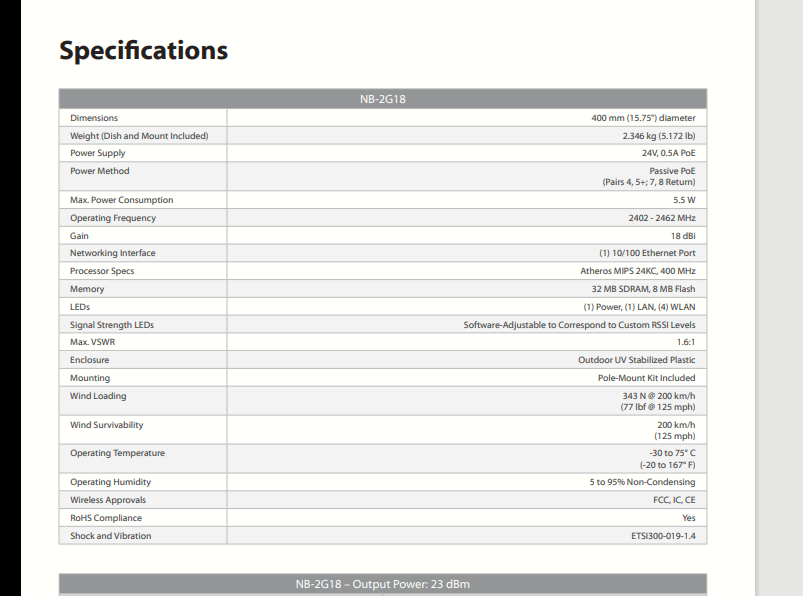 Specifications
NB-2G18
Dimensions 400 mm (15.75") diameter
Weight (Dish and Mount Included) 2.346 kg (5.172 lb)
Power Supply 24V, 0.5A PoE
Power Method Passive PoE
(Pairs 4, 5+; 7, 8 Return)
Max. Power Consumption 5.5 W
Operating Frequency 2402 - 2462 MHz
Gain 18 dBi
Networking Interface (1) 10/100 Ethernet Port
Processor Specs Atheros MIPS 24KC, 400 MHz
Memory 32 MB SDRAM, 8 MB Flash
LEDs (1) Power, (1) LAN, (4) WLAN
Signal Strength LEDs Software-Adjustable to Correspond to Custom RSSI Levels
Max. VSWR 1.6:1
Enclosure Outdoor UV Stabilized Plastic
Mounting Pole-Mount Kit Included
Wind Loading 343 N @ 200 km/h
(77 lbf @ 125 mph)
Wind Survivability 200 km/h
(125 mph)
Operating Temperature -30 to 75° C
(-20 to 167° F)
Operating Humidity 5 to 95% Non-Condensing
Wireless Approvals FCC, IC, CE
RoHS Compliance Yes
Shock and Vibration ETSI300-019-1.4
NB-2G18 – Output Power: 23 dBm